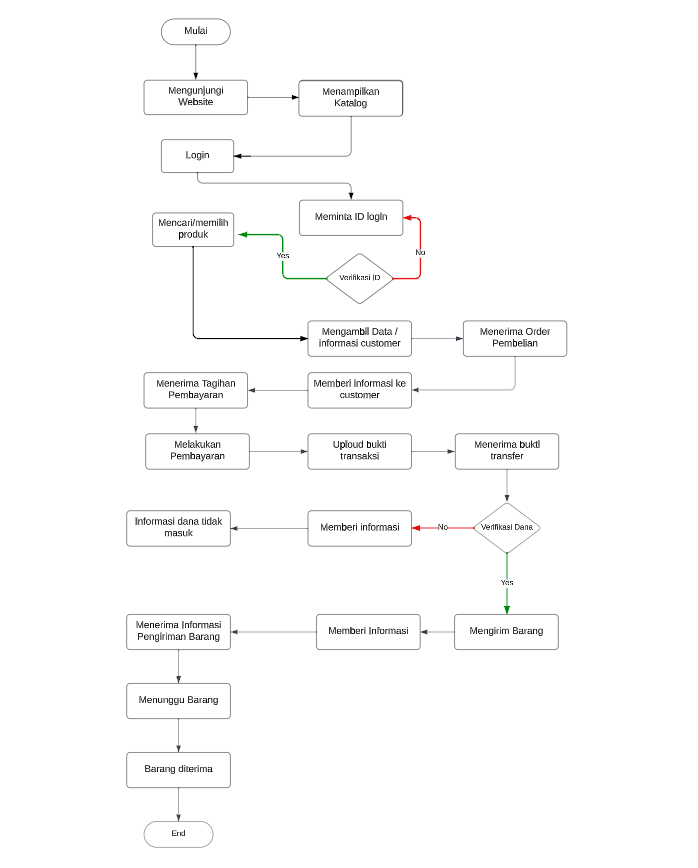 Mulai
Mengunjungi
Website
Menampilkan
Katalog
Login
Meminta ID login
Mencari/memilih
produk
Yes
No
Verifikasi ID
Mengambil Data /
informasi customer
Menerima Order
Pembelian
Menerima Tagihan
Pembayaran
Memberi informasi ke
customer
Melakukan
Pembayaran
Uploud bukti
transaksi
Menerima bukti
transfer
Informasi dana tidak
masuk
Memberi informasi
No
Verifikasi Dana
Yes
Menerima Informasi
Pengiriman Barang
Memberi Informasi
Mengirim Barang
Menunggu Barang
Barang diterima
End